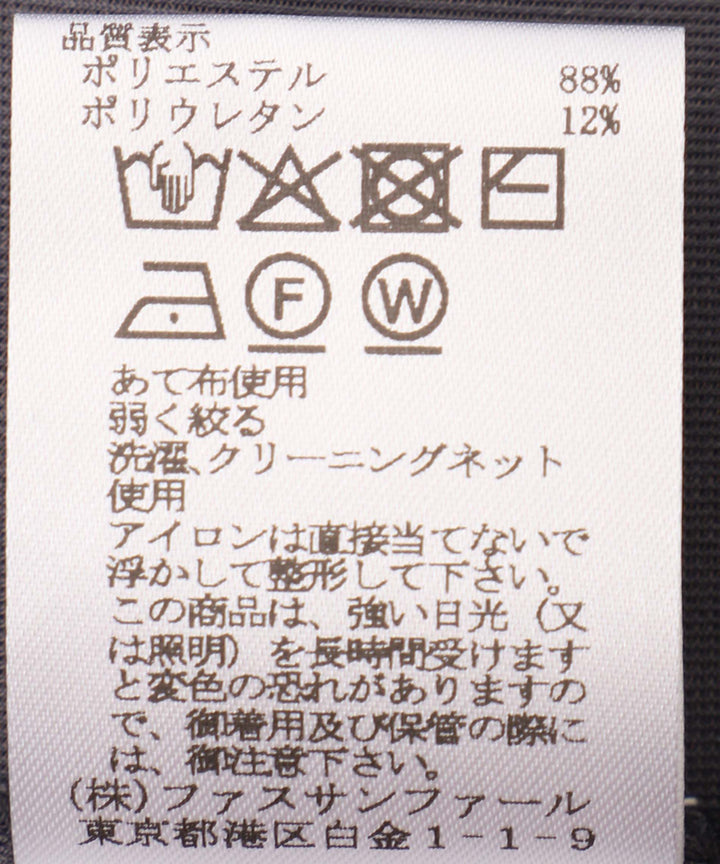 品質表示
ポリエステル 88%
ポリウレタン 12%
F W
あて布使用
弱く絞る
洗濯、クリーニングネット
使用
アイロンは直接当てないで
浮かして整形して下さい。
この商品は、強い日光（又
は照明）を長時間受けます
と変色の恐れがありますの
で、御着用及び保管の際に
は、御注意下さい。
(株)ファスサンファール
東京都港区白金1-1-9